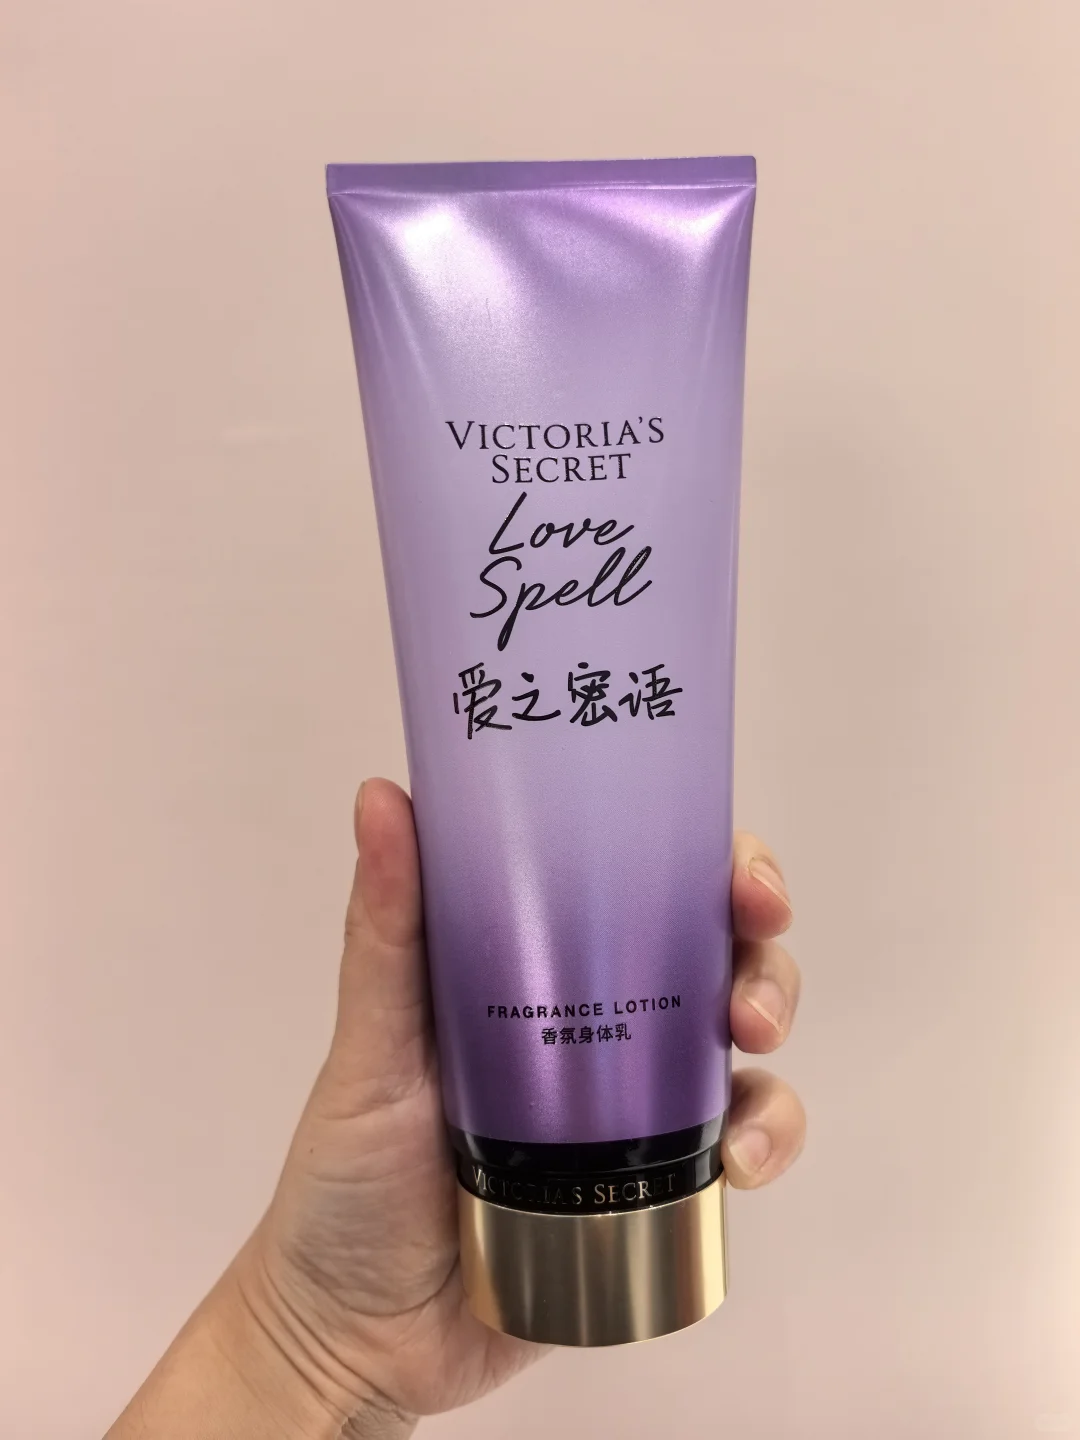 VICTORIA'S
SECRET
Love
Spell
爱之密语
FRAGRANCE LOTION
香氛身体乳
VICTORIA'S SECRET